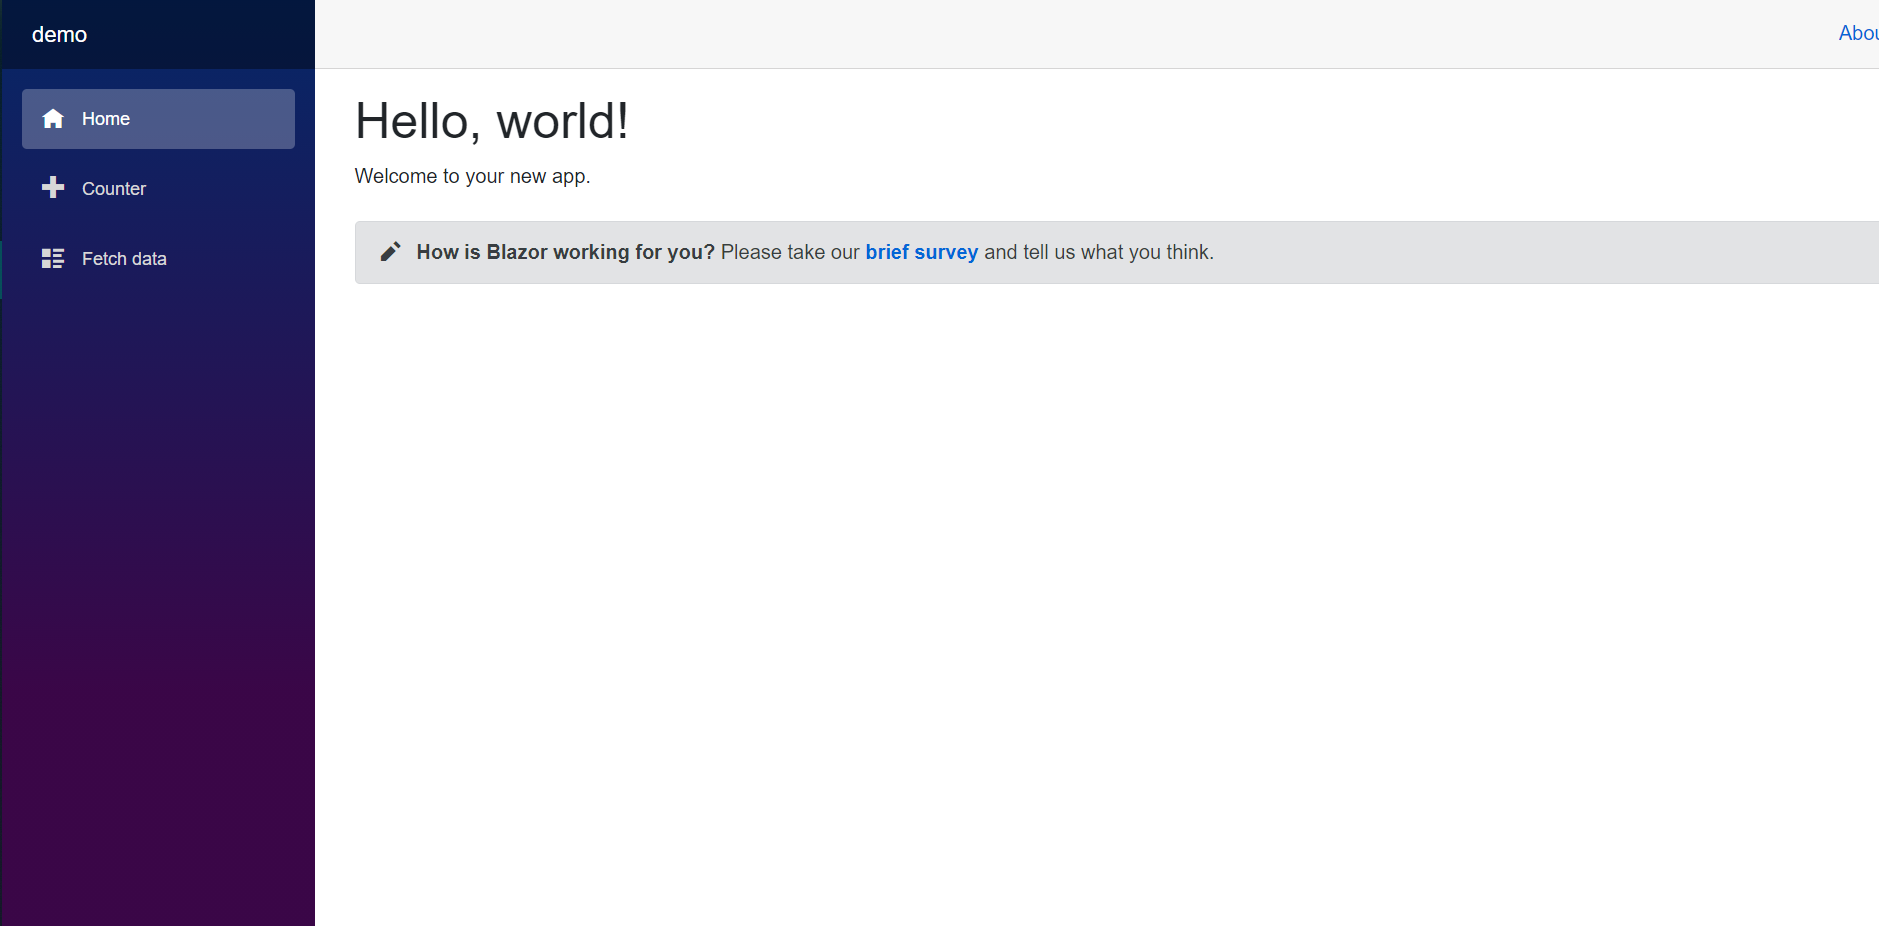 demo
Home
Counter
Fetch data
Hello, world!
Welcome to your new app.
How is Blazor working for you? Please take our brief survey and tell us what you think.